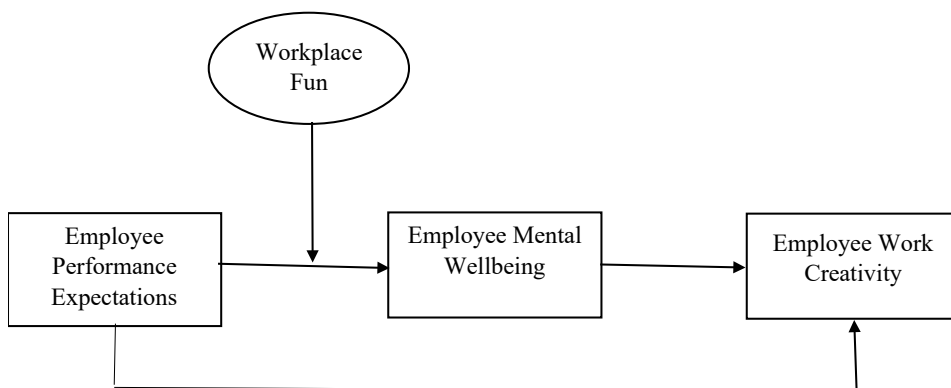 Workplace
Fun
Employee
Performance
Expectations
Employee Mental
Wellbeing
Employee Work
Creativity